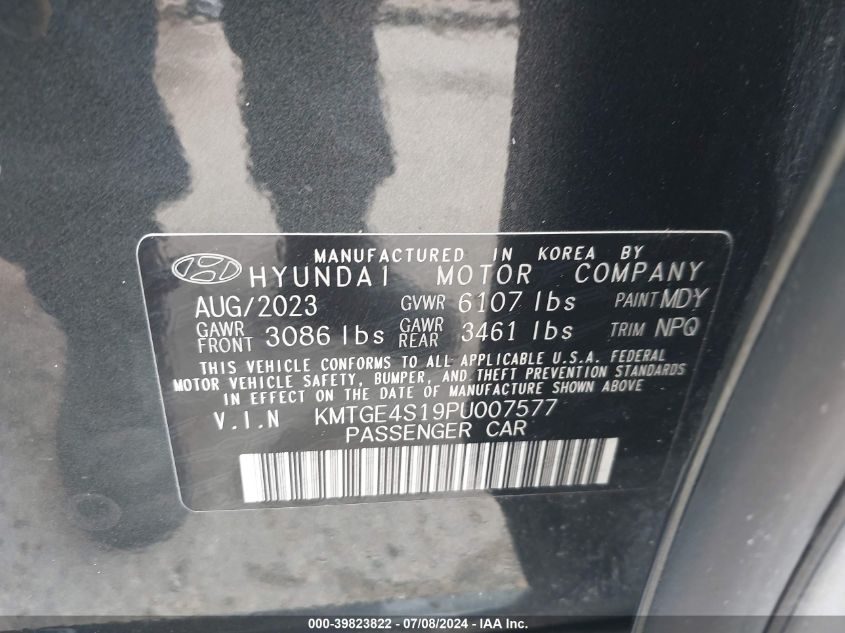 MANUFACTURED IN KOREA BY
HYUNDAI MOTOR COMPANY
AUG/2023 GVWR 6107 lbs PAINT MDY
GAWR FRONT 3086 lbs GAWR REAR 3461 lbs TRIM NPQ
THIS VEHICLE CONFORMS TO ALL APPLICABLE U.S.A. FEDERAL
MOTOR VEHICLE SAFETY, BUMPER, AND THEFT PREVENTION STANDARDS
IN EFFECT ON THE DATE OF MANUFACTURE SHOWN ABOVE
V.I.N KMTGE4S19PU007577
PASSENGER CAR
000-39823822 - 07/08/2024 - IAA Inc.